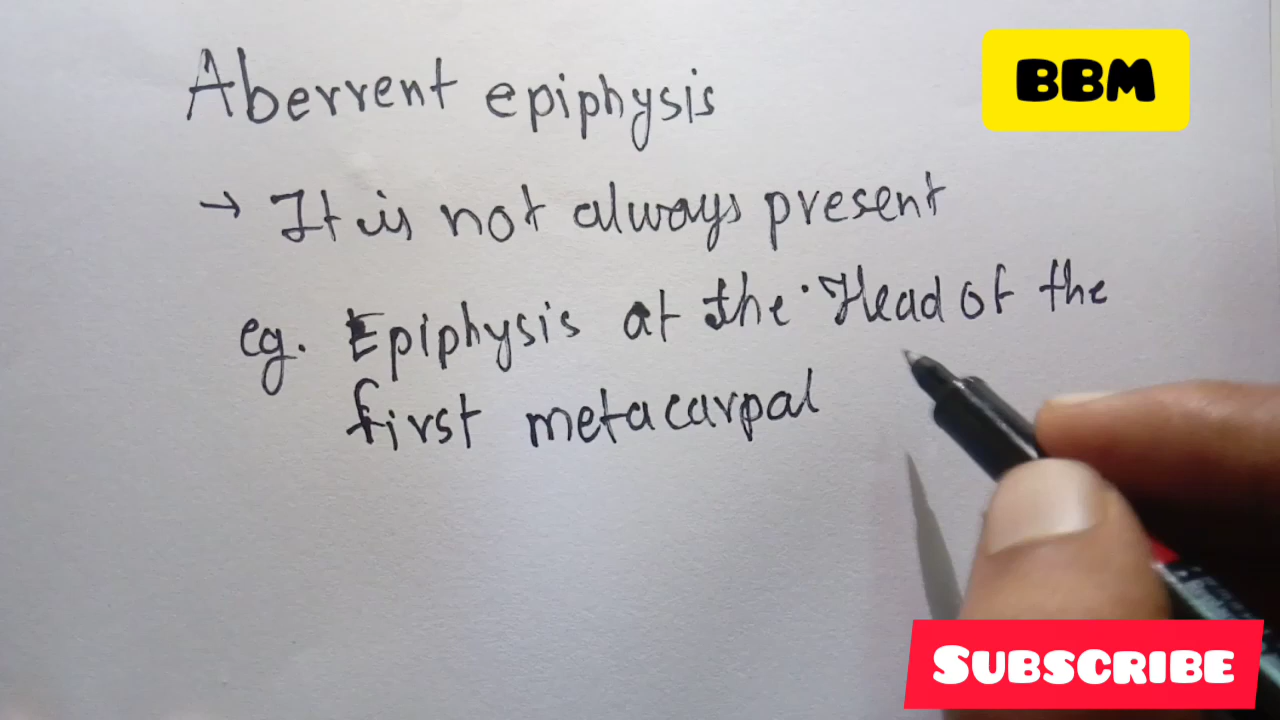 Aberrent epiphysis
BBM
→ It is not always present
eg. Epiphysis at the Head of the
first metacarpal
SUBSCRIBE